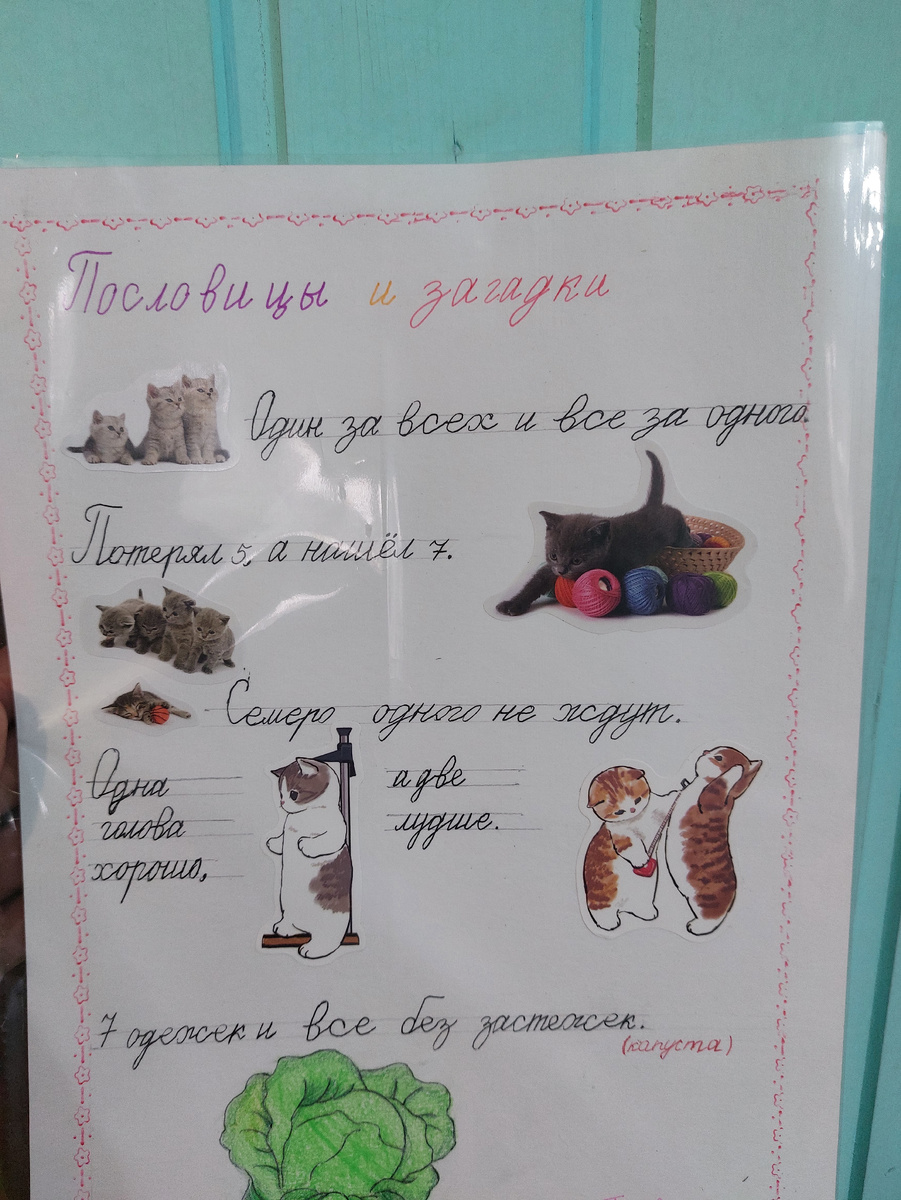 Пословицы и загадки
Один за всех и все за одного.
Потерял 5, а нашёл 7.
Семеро одного не ждут.
Одна
голова
хорошо,
а две
лудше.
7 одежек и все без застежек.
(капуста)